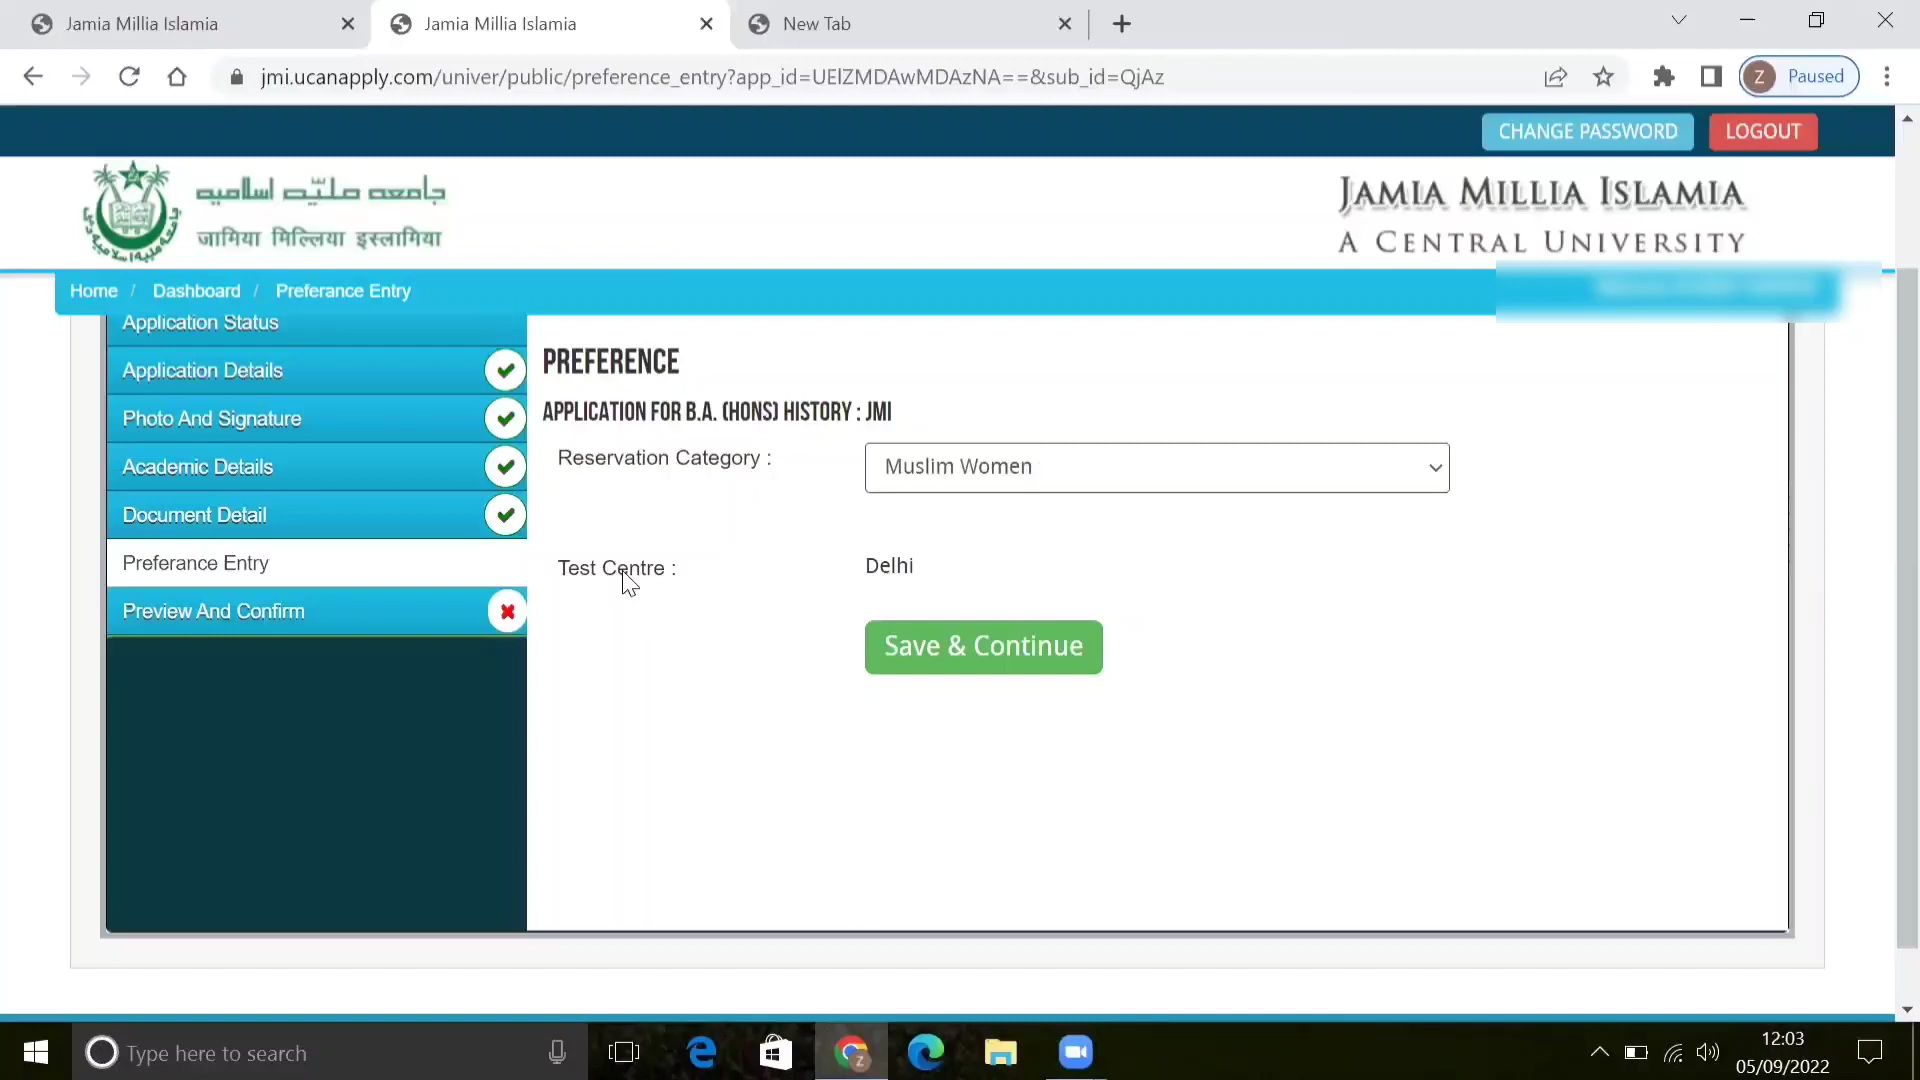 Jamia Millia Islamia
Jamia Millia Islamia
New Tab
jmi.ucanapply.com/univer/public/preference_entry?app_id=UElZMDAwMDAzNA==&sub_id=QjAz
Z Paused
CHANGE PASSWORD
LOGOUT
جامعه ملیّہ اسلامیه
जामिया मिल्लिया इस्लामिया
JAMIA MILLIA ISLAMIA
A CENTRAL UNIVERSITY
Home / Dashboard / Preferance Entry
Application Status
Application Details
Photo And Signature
Academic Details
Document Detail
Preferance Entry
Preview And Confirm
PREFERENCE
APPLICATION FOR B.A. (HONS) HISTORY : JMI
Reservation Category :
Muslim Women
Test Centre :
Delhi
Save & Continue
Type here to search
Z
12:03
05/09/2022